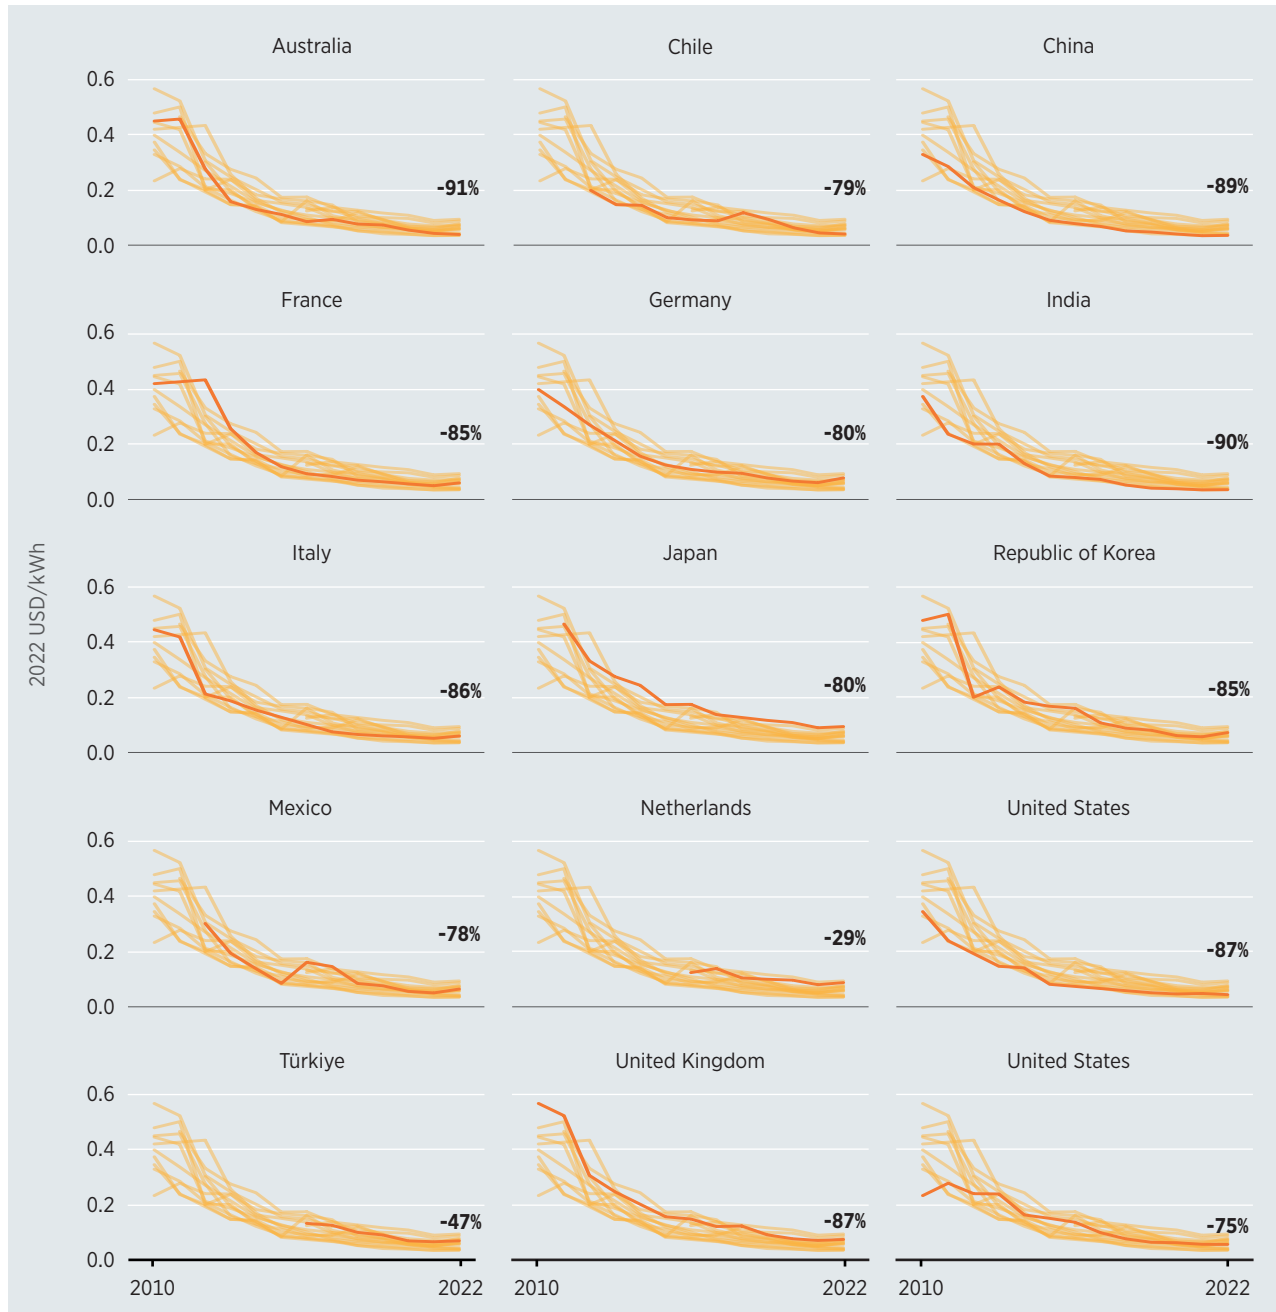 Australia Chile China
0.6
0.4
-91% -79% -89%
0.2
0.0
France Germany India
0.6
0.4
-85% -80% -90%
0.2
0.0
Italy Japan Republic of Korea
0.6
0.4
-86% -80% -85%
0.2
0.0
2022 USD/kWh
Mexico Netherlands United States
0.6
0.4
-78% -29% -87%
0.2
0.0
Türkiye United Kingdom United States
0.6
0.4
-47% -87% -75%
0.2
0.0
2010 2022 2010 2022 2010 2022